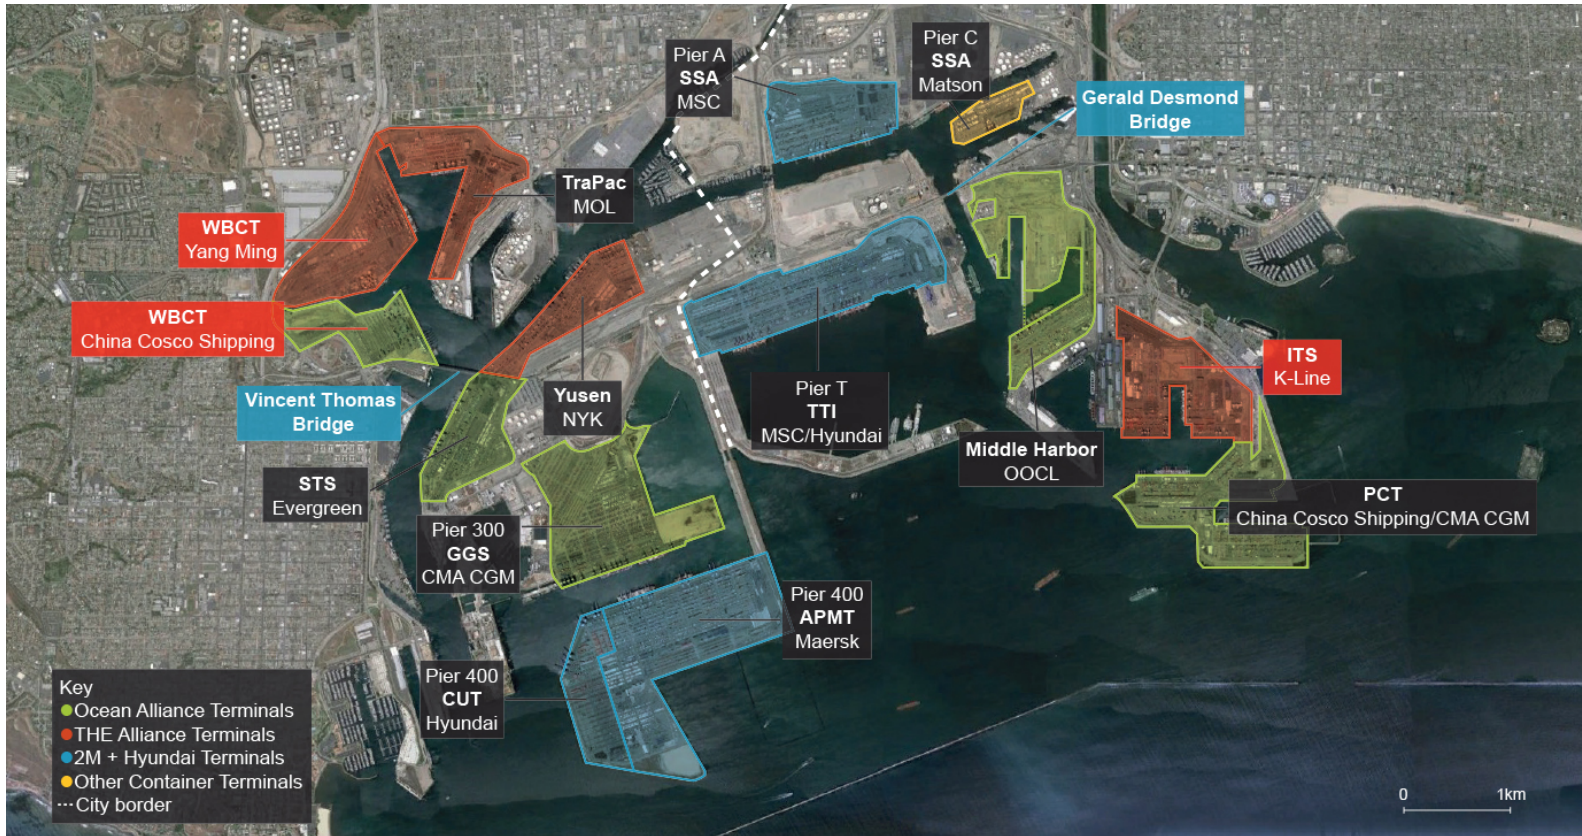 Pier A
SSA
MSC
Pier C
SSA
Matson
Gerald Desmond
Bridge
TraPac
MOL
WBCT
Yang Ming
WBCT
China Cosco Shipping
Vincent Thomas
Bridge
Yusen
NYK
Pier T
TTI
MSC/Hyundai
ITS
K-Line
Middle Harbor
OOCL
STS
Evergreen
PCT
China Cosco Shipping/CMA CGM
Pier 300
GGS
CMA CGM
Pier 400
APMT
Maersk
Pier 400
CUT
Hyundai
Key
Ocean Alliance Terminals
THE Alliance Terminals
2M + Hyundai Terminals
Other Container Terminals
City border
0 1km